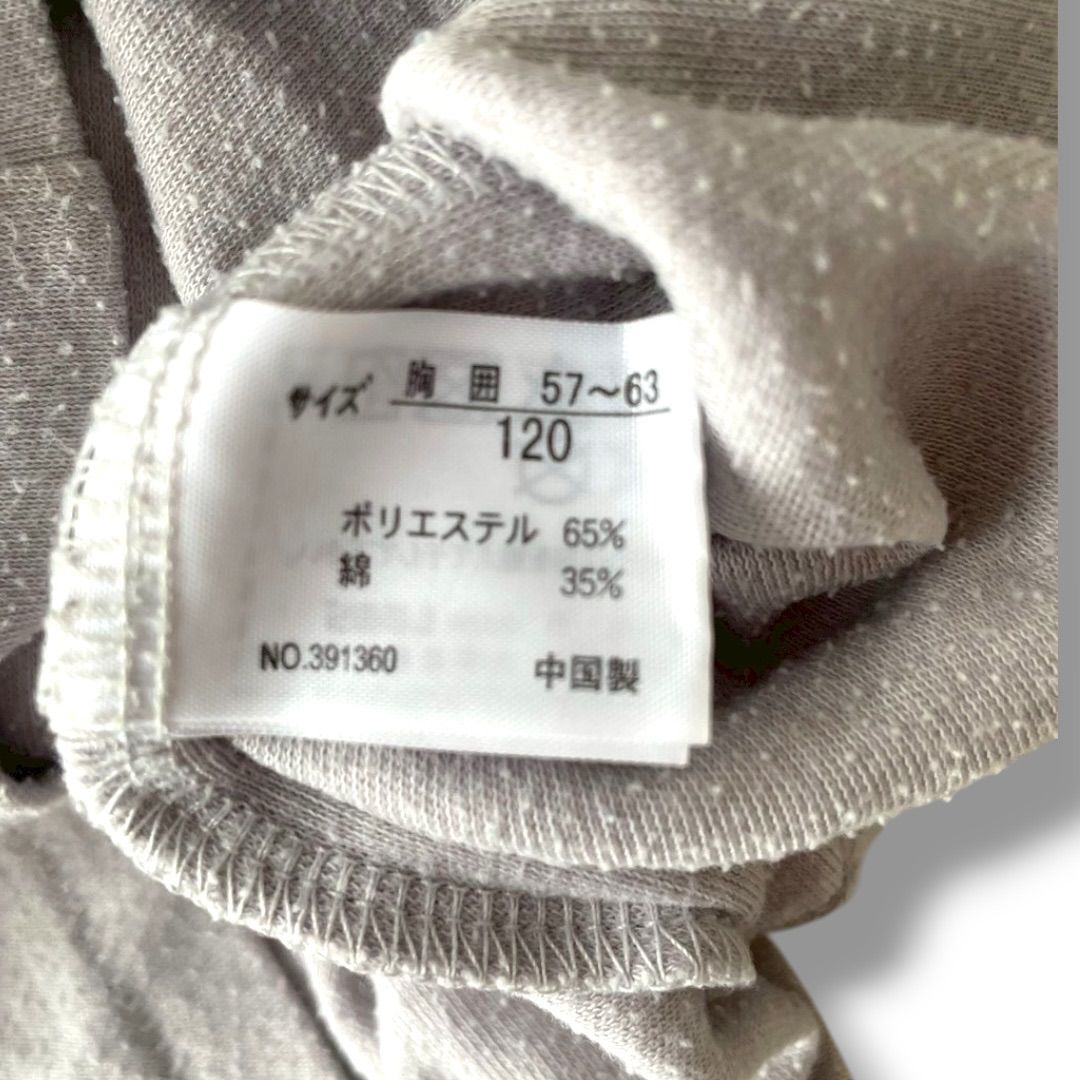 サイズ 胸囲 57～63
120
ポリエステル 65%
綿 35%
NO.391360 中国製